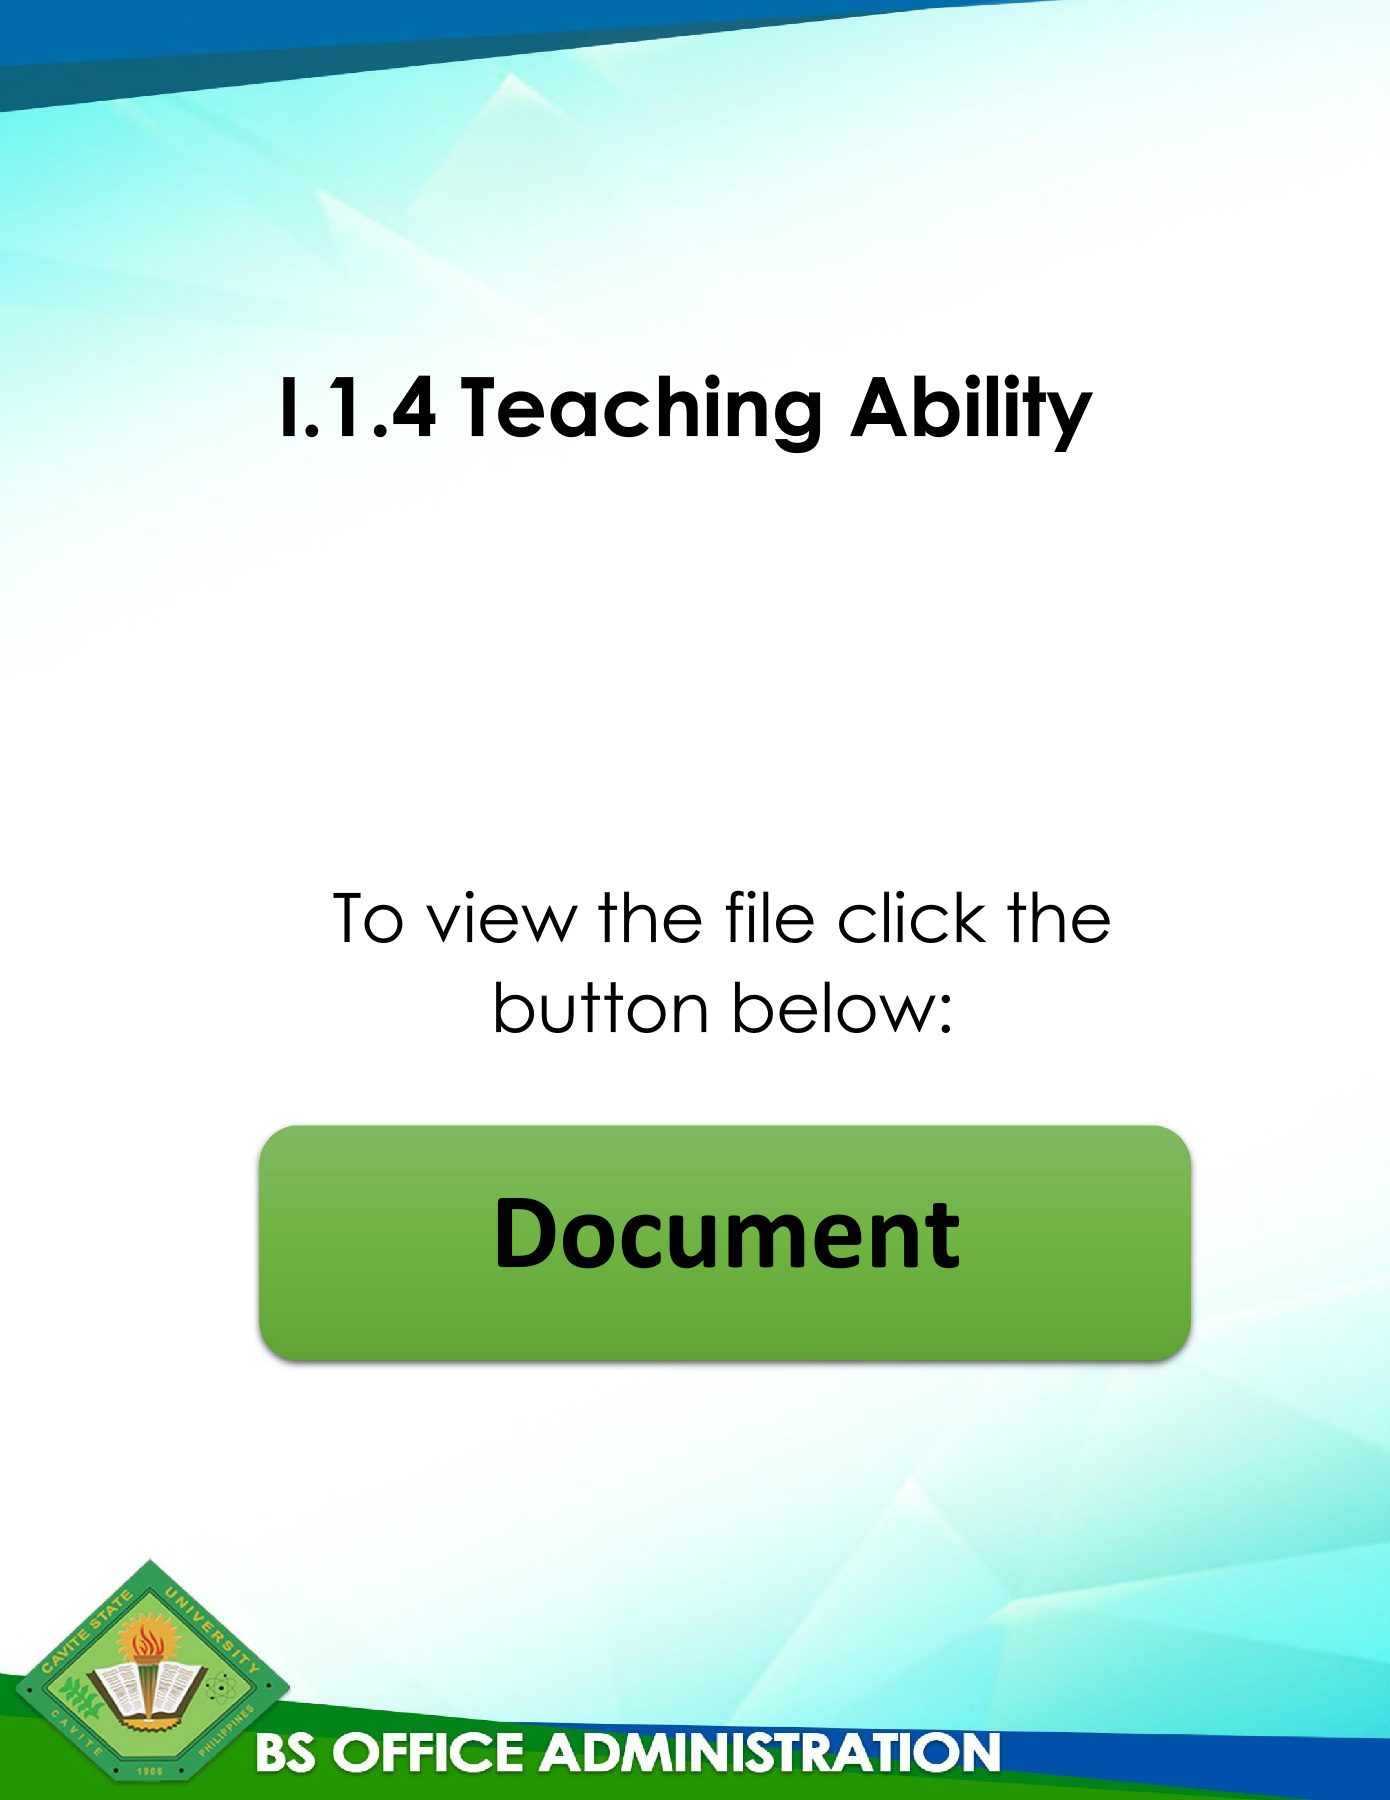 I.1.4 Teaching Ability
To view the file click the
button below:
Document
CAVITE STATE UNIVERSITY
CAVITE PHILIPPINES
1906
BS OFFICE ADMINISTRATION